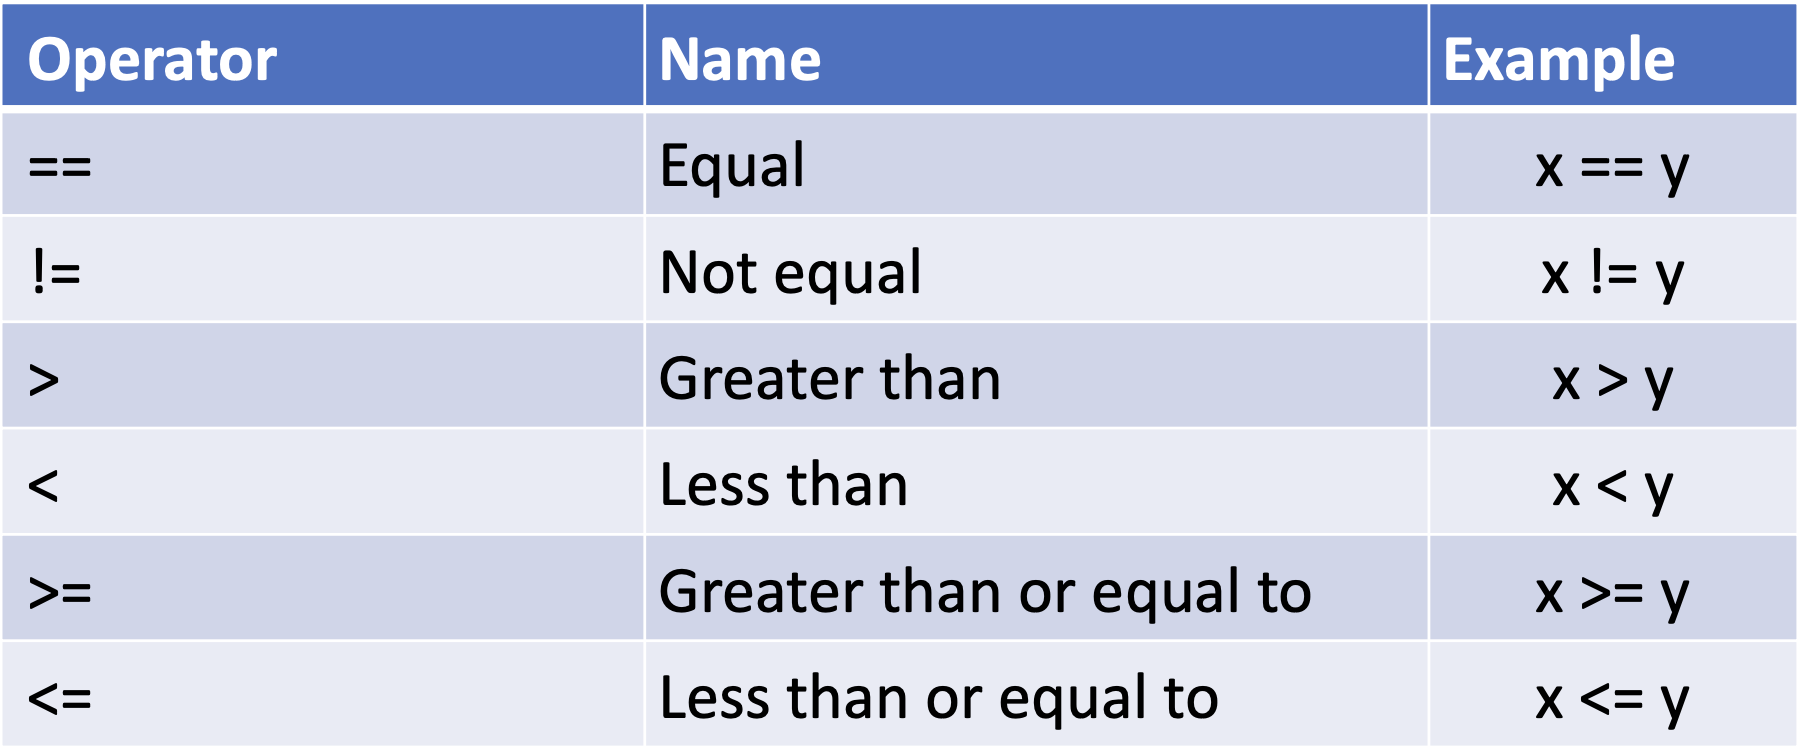 Operator Name Example
== Equal x == y
!= Not equal x != y
> Greater than x > y
< Less than x < y
>= Greater than or equal to x >= y
<= Less than or equal to x <= y